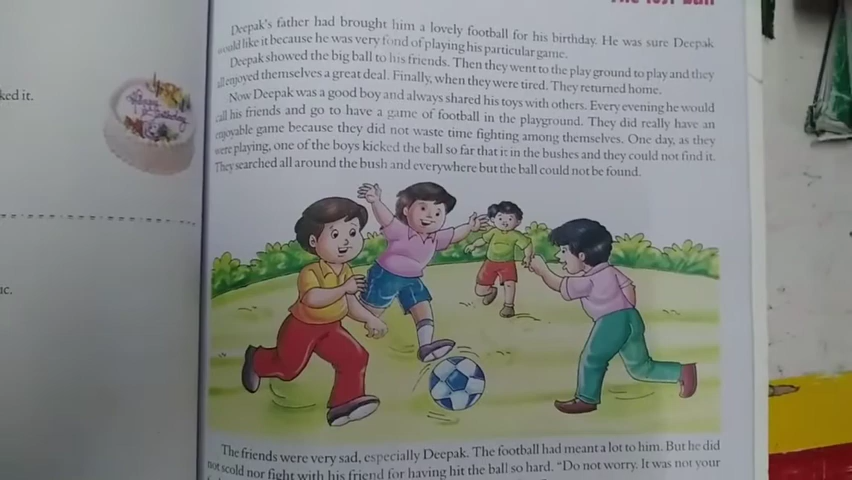 The lost Ball
Deepak's father had brought him a lovely football for his birthday. He was sure Deepak
would like it because he was very fond of playing his particular game.
Deepak showed the big ball to his friends. Then they went to the play ground to play and they
all enjoyed themselves a great deal. Finally, when they were tired. They returned home.
Now Deepak was a good boy and always shared his toys with others. Every evening he would
call his friends and go to have a game of football in the playground. They did really have an
enjoyable game because they did not waste time fighting among themselves. One day, as they
were playing, one of the boys kicked the ball so far that it in the bushes and they could not find it.
They searched all around the bush and everywhere but the ball could not be found.
The friends were very sad, especially Deepak. The football had meant a lot to him. But he did
not scold nor fight with his friend for having hit the ball so hard. "Do not worry. It was not your
ked it.
Happy Birthday
ic.